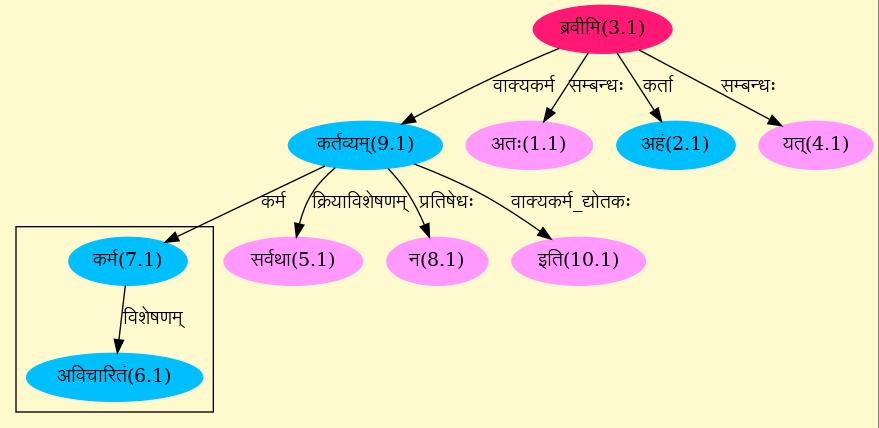 ब्रवीमि(3.1)
वाक्यकर्म सम्बन्धः कर्ता सम्बन्धः
कर्तव्यम्(9.1) अतः(1.1) अहं(2.1) यत्(4.1)
कर्म क्रियाविशेषणम् प्रतिषेधः वाक्यकर्म_द्योतकः
कर्म(7.1) सर्वथा(5.1) न(8.1) इति(10.1)
विशेषणम्
अविचारितं(6.1)